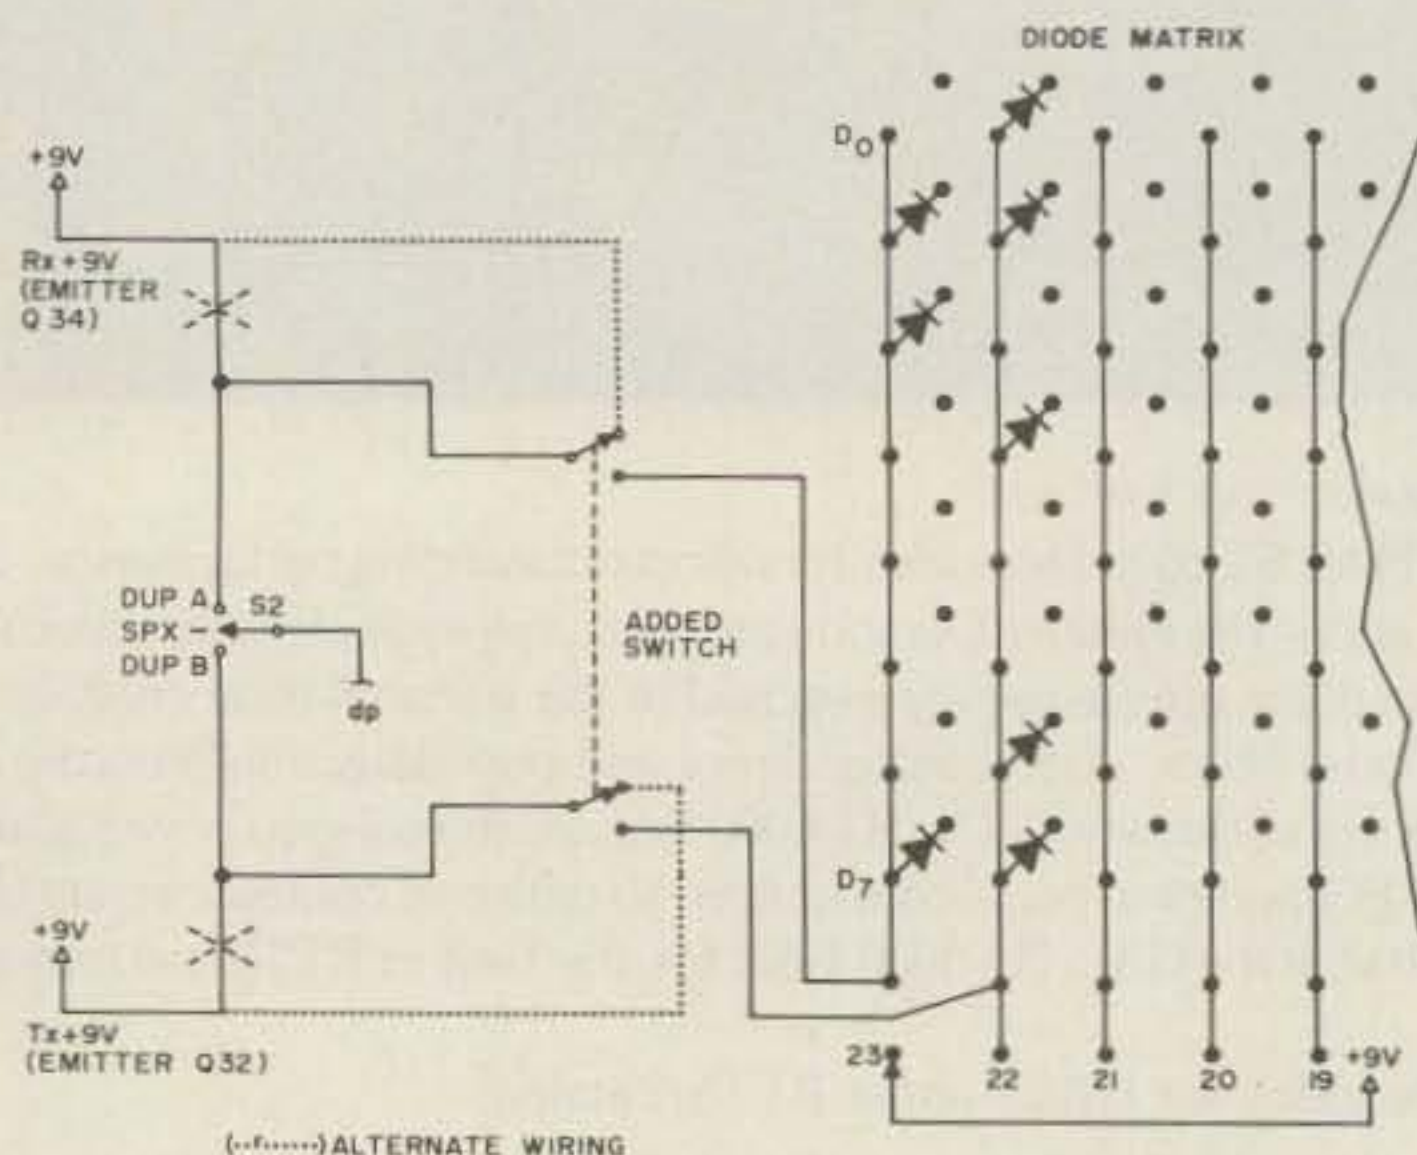 DIODE MATRIX
D0
+9V
Rx+9V
(EMITTER
Q34)
DUP A
S2
SPX
DUP B
dp
ADDED
SWITCH
D7
+9V
Tx+9V
(EMITTER Q32)
23
22
21
20
19
+9V
(........) ALTERNATE WIRING